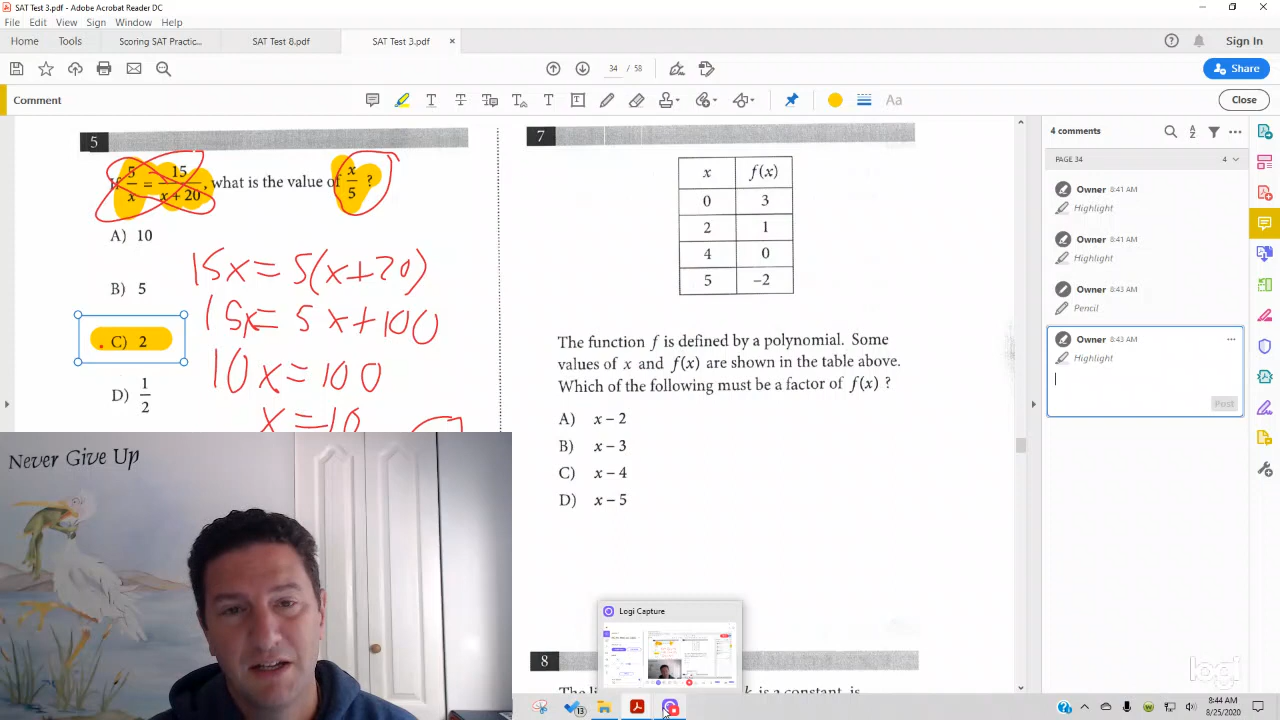 SAT Test 3.pdf - Adobe Acrobat Reader DC
File Edit View Sign Window Help
Home Tools Scoring SAT Practic... SAT Test 8.pdf SAT Test 3.pdf × Sign In
34 / 58 Share
Comment Aa Close
5
If 5/x = 15/(x + 20), what is the value of x/5 ?
A) 10
B) 5
C) 2
D) 1/2
15x = 5(x+20)
15x = 5x+100
10x = 100
x = 10
7
x f(x)
0 3
2 1
4 0
5 −2
The function f is defined by a polynomial. Some
values of x and f(x) are shown in the table above.
Which of the following must be a factor of f(x) ?
A) x − 2
B) x − 3
C) x − 4
D) x − 5
8
4 comments
PAGE 34 4
Owner 8:41 AM
Highlight
Owner 8:41 AM
Highlight
Owner 8:43 AM
Pencil
Owner 8:43 AM
Highlight
Post
Never Give Up
Logi Capture
logi
13
8:44 AM
8/25/2020